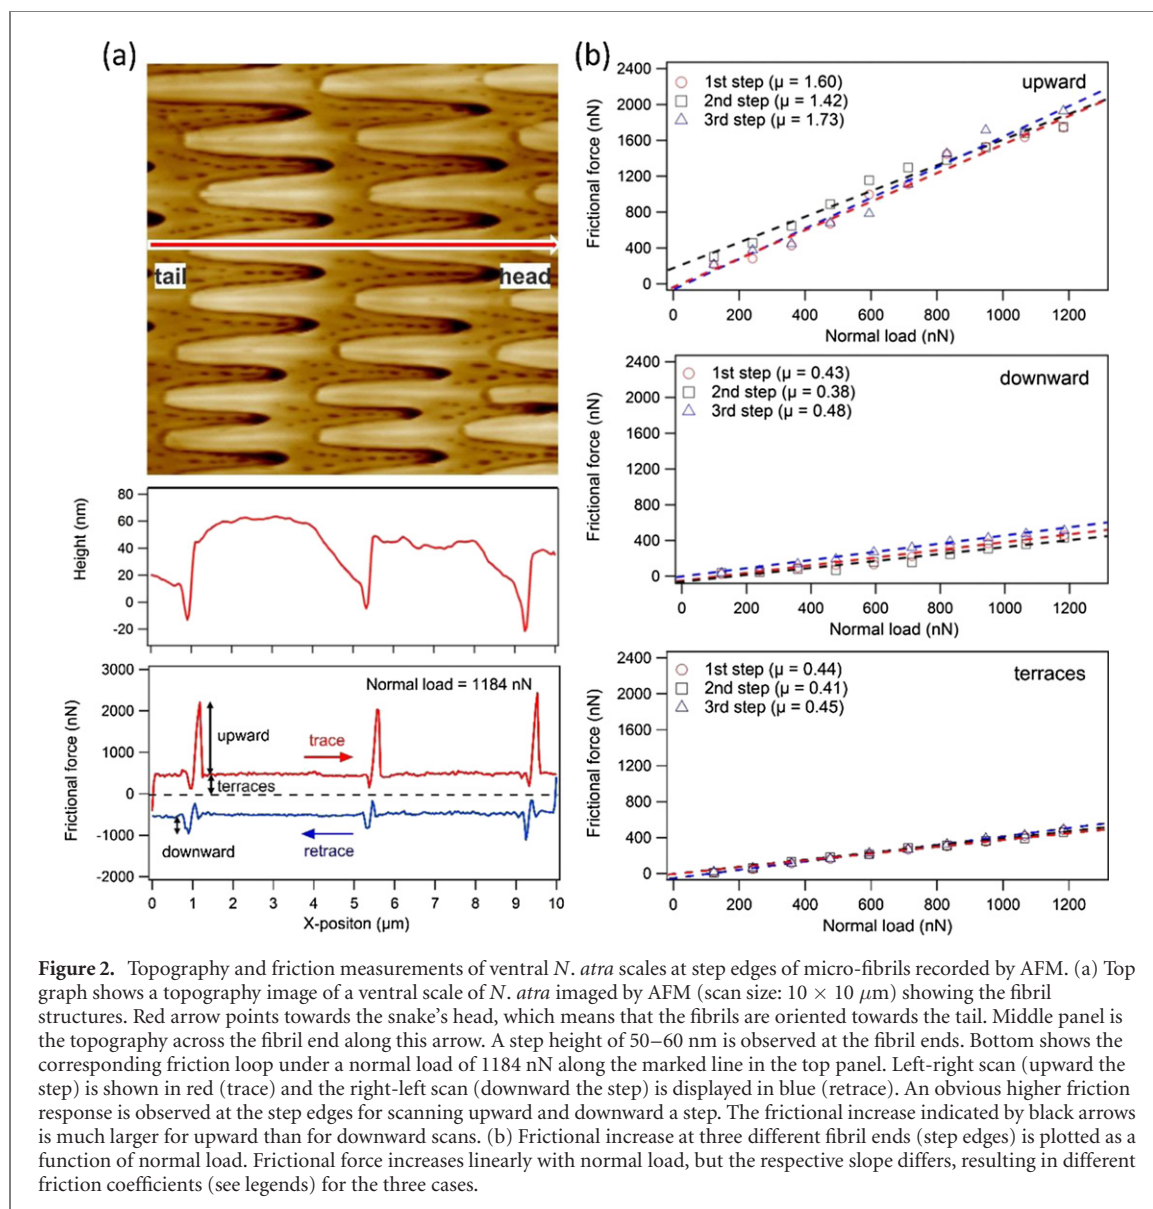 (a)
tail
head
Height (nm)
80
60
40
20
0
-20
Frictional force (nN)
3000
2000
1000
0
-1000
-2000
Normal load = 1184 nN
upward
trace
terraces
downward
retrace
0 1 2 3 4 5 6 7 8 9 10
X-positon (µm)
(b)
Frictional force (nN)
2400
2000
1600
1200
800
400
0
1st step (µ = 1.60)
2nd step (µ = 1.42)
3rd step (µ = 1.73)
upward
0 200 400 600 800 1000 1200
Normal load (nN)
Frictional force (nN)
2400
2000
1600
1200
800
400
0
1st step (µ = 0.43)
2nd step (µ = 0.38)
3rd step (µ = 0.48)
downward
0 200 400 600 800 1000 1200
Normal load (nN)
Frictional force (nN)
2400
2000
1600
1200
800
400
0
1st step (µ = 0.44)
2nd step (µ = 0.41)
3rd step (µ = 0.45)
terraces
0 200 400 600 800 1000 1200
Normal load (nN)
Figure 2. Topography and friction measurements of ventral N. atra scales at step edges of micro-fibrils recorded by AFM. (a) Top
graph shows a topography image of a ventral scale of N. atra imaged by AFM (scan size: 10 × 10 μm) showing the fibril
structures. Red arrow points towards the snake's head, which means that the fibrils are oriented towards the tail. Middle panel is
the topography across the fibril end along this arrow. A step height of 50–60 nm is observed at the fibril ends. Bottom shows the
corresponding friction loop under a normal load of 1184 nN along the marked line in the top panel. Left-right scan (upward the
step) is shown in red (trace) and the right-left scan (downward the step) is displayed in blue (retrace). An obvious higher friction
response is observed at the step edges for scanning upward and downward a step. The frictional increase indicated by black arrows
is much larger for upward than for downward scans. (b) Frictional increase at three different fibril ends (step edges) is plotted as a
function of normal load. Frictional force increases linearly with normal load, but the respective slope differs, resulting in different
friction coefficients (see legends) for the three cases.